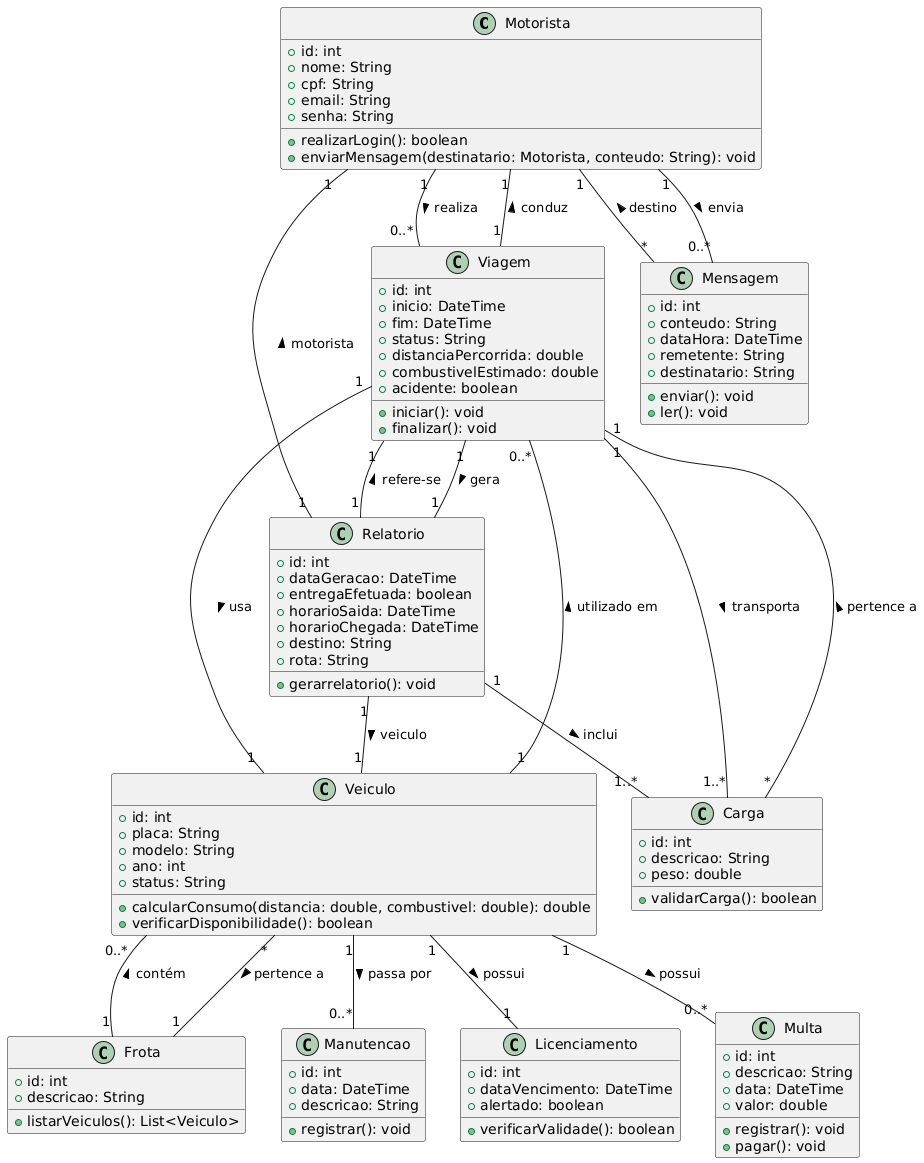 C Motorista
id: int
nome: String
cpf: String
email: String
senha: String
realizarLogin(): boolean
enviarMensagem(destinatario: Motorista, conteudo: String): void
1 1 1 1 1
realiza
conduz
destino
envia
0..* 1 * 0..*
C Viagem
id: int
inicio: DateTime
fim: DateTime
status: String
distanciaPercorrida: double
combustivelEstimado: double
acidente: boolean
iniciar(): void
finalizar(): void
C Mensagem
id: int
conteudo: String
dataHora: DateTime
remetente: String
destinatario: String
enviar(): void
ler(): void
motorista
1
1 1 0..* 1
1
refere-se
gera
1 1 1
C Relatorio
id: int
dataGeracao: DateTime
entregaEfetuada: boolean
horarioSaida: DateTime
horarioChegada: DateTime
destino: String
rota: String
gerarrelatorio(): void
usa
utilizado em
transporta
pertence a
1
1
veiculo
inclui
1 1 1 1..* 1..* *
C Veiculo
id: int
placa: String
modelo: String
ano: int
status: String
calcularConsumo(distancia: double, combustivel: double): double
verificarDisponibilidade(): boolean
C Carga
id: int
descricao: String
peso: double
validarCarga(): boolean
0..* * 1 1 1
contém
pertence a
passa por
possui
possui
1 1 0..* 1 0..*
C Frota
id: int
descricao: String
listarVeiculos(): List<Veiculo>
C Manutencao
id: int
data: DateTime
descricao: String
registrar(): void
C Licenciamento
id: int
dataVencimento: DateTime
alertado: boolean
verificarValidade(): boolean
C Multa
id: int
descricao: String
data: DateTime
valor: double
registrar(): void
pagar(): void